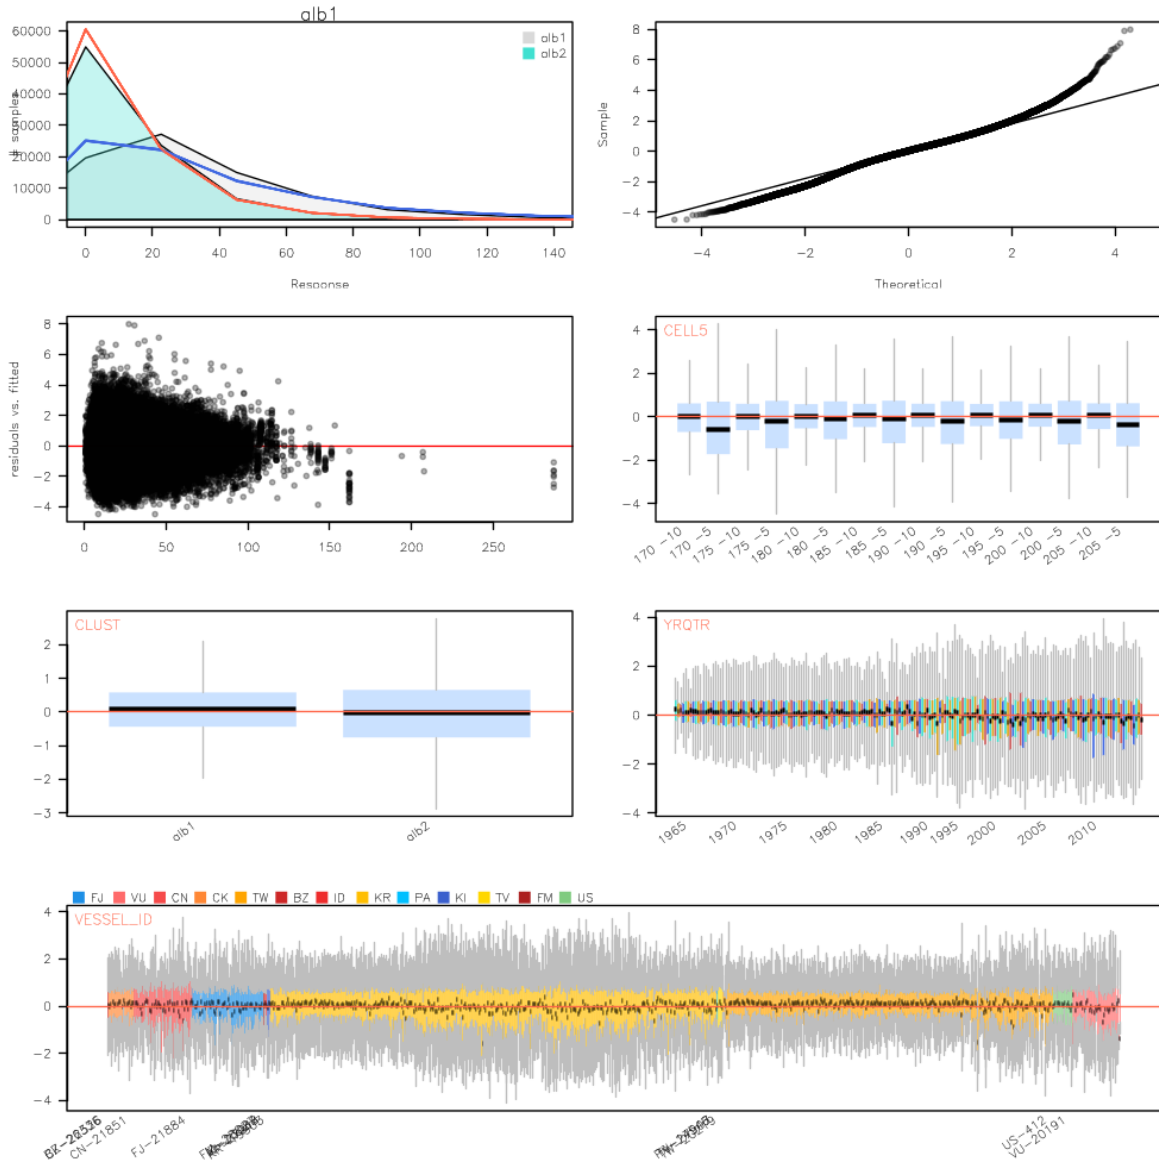 alb1
60000
50000
40000
30000
20000
10000
0
# samples
alb1
alb2
0 20 40 60 80 100 120 140
Response
8
6
4
2
0
−2
−4
Sample
−4 −2 0 2 4
Theoretical
8
6
4
2
0
−2
−4
residuals vs. fitted
0 50 100 150 200 250
CELL5
4
2
0
−2
−4
170 −10
170 −5
175 −10
175 −5
180 −10
180 −5
185 −10
185 −5
190 −10
190 −5
195 −10
195 −5
200 −10
200 −5
205 −10
205 −5
CLUST
2
1
0
−1
−2
−3
alb1
alb2
YRQTR
4
2
0
−2
−4
1965 1970 1975 1980 1985 1990 1995 2000 2005 2010
FJ VU CN CK TW BZ ID KR PA KI TV FM US
VESSEL_ID
4
2
0
−2
−4
CN−21851
FJ−21884
US−412
VU−20191